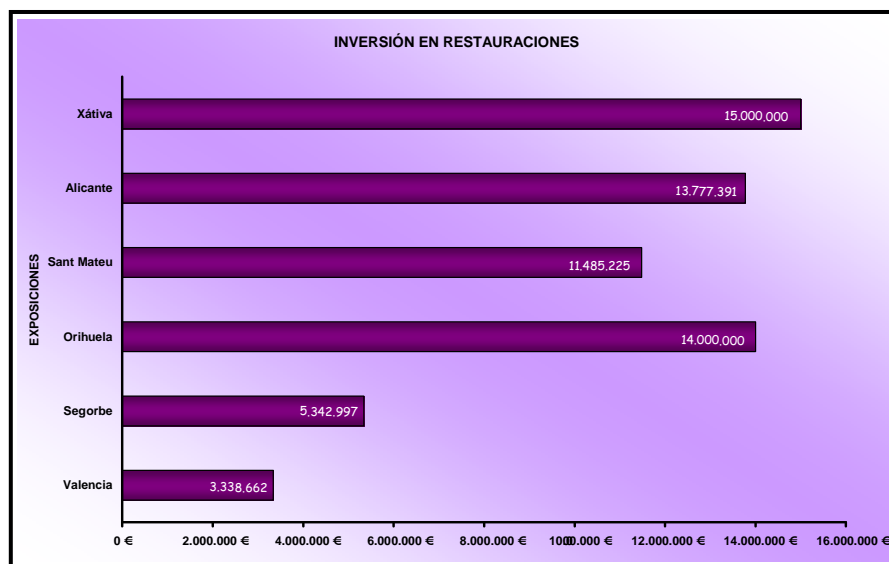 INVERSIÓN EN RESTAURACIONES
EXPOSICIONES
Xátiva
15.000.000
Alicante
13.777.391
Sant Mateu
11.485.225
Orihuela
14.000.000
Segorbe
5.342.997
Valencia
3.338.662
0 € 2.000.000 € 4.000.000 € 6.000.000 € 8.000.000 € 12.000.000 € 14.000.000 € 16.000.000 €